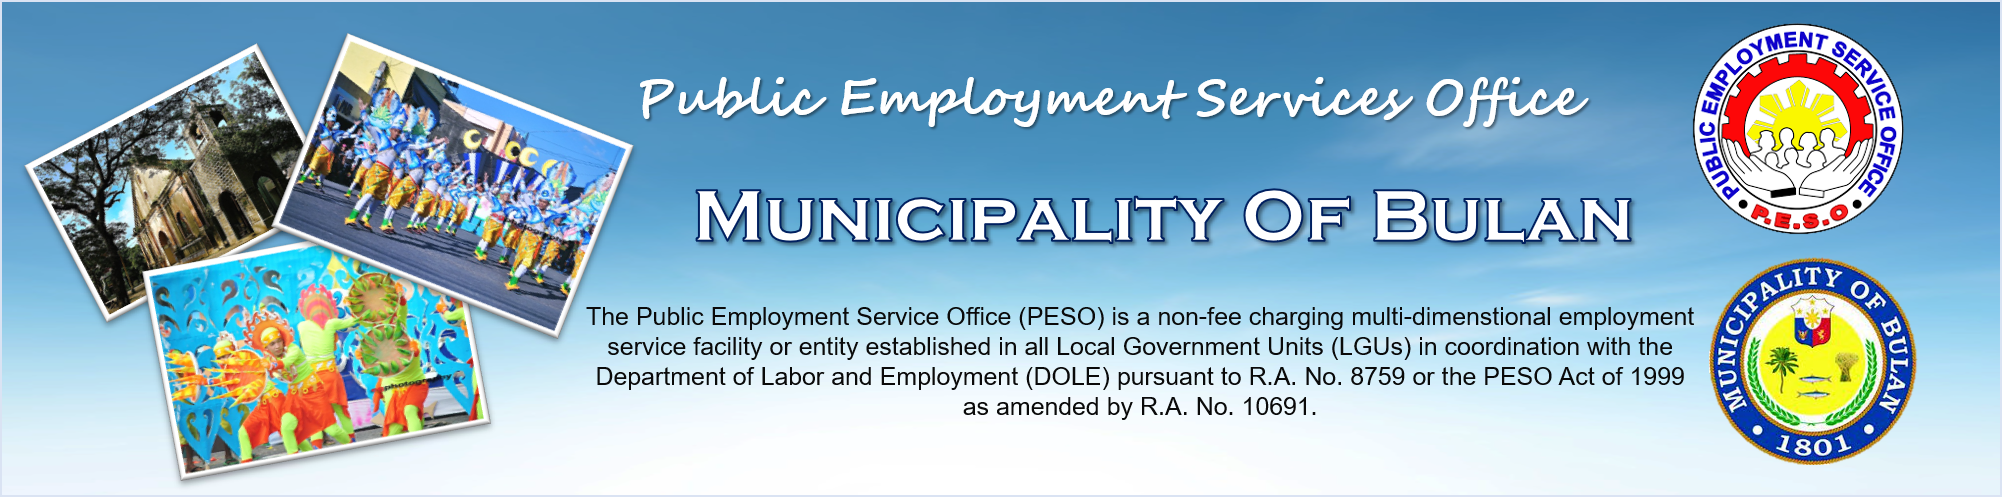 Public Employment Services Office
MUNICIPALITY OF BULAN
The Public Employment Service Office (PESO) is a non-fee charging multi-dimenstional employment
service facility or entity established in all Local Government Units (LGUs) in coordination with the
Department of Labor and Employment (DOLE) pursuant to R.A. No. 8759 or the PESO Act of 1999
as amended by R.A. No. 10691.
PUBLIC EMPLOYMENT SERVICE OFFICE
P.E.S.O
MUNICIPALITY OF BULAN
1801